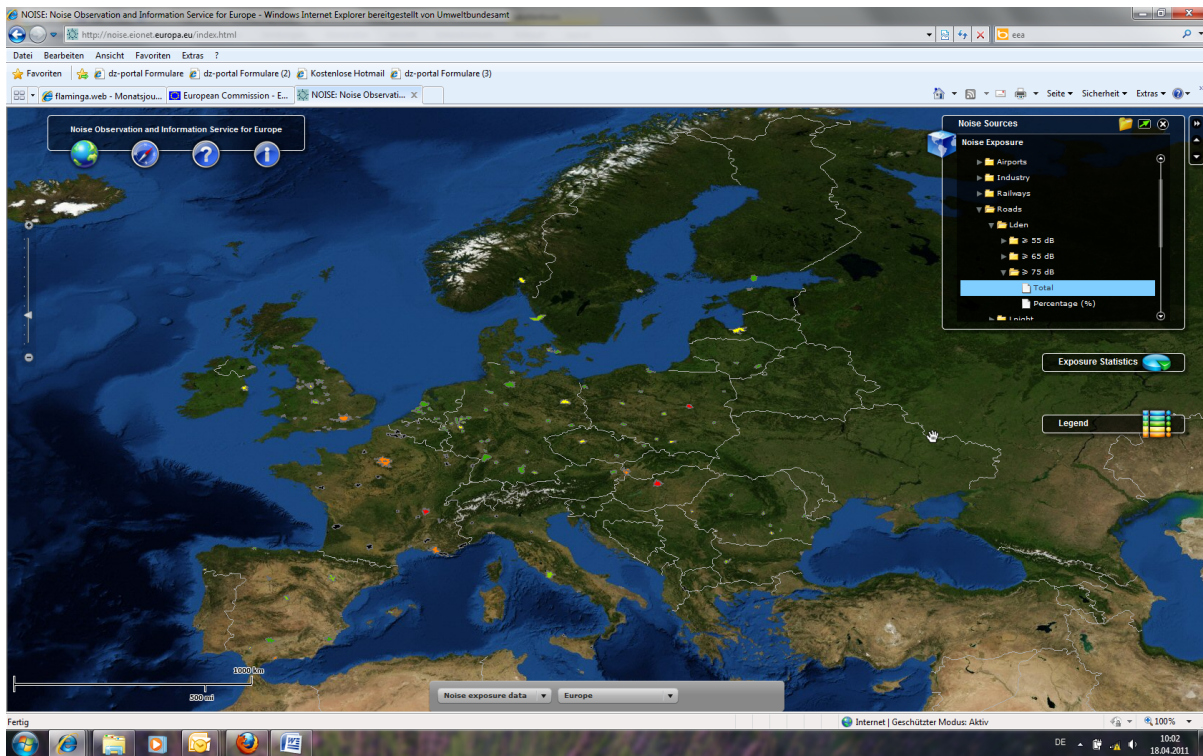 NOISE: Noise Observation and Information Service for Europe - Windows Internet Explorer bereitgestellt von Umweltbundesamt
http://noise.eionet.europa.eu/index.html
eea
Datei Bearbeiten Ansicht Favoriten Extras ?
Favoriten dz-portal Formulare dz-portal Formulare (2) Kostenlose Hotmail dz-portal Formulare (3)
flaminga.web - Monatsjou... European Commission - E... NOISE: Noise Observati... X
Seite Sicherheit Extras
Noise Observation and Information Service for Europe
Noise Sources
Noise Exposure
Airports
Industry
Railways
Roads
Lden
≥ 55 dB
≥ 65 dB
≥ 75 dB
Total
Percentage (%)
Lnight
Exposure Statistics
Legend
1000 km
500 mi
Noise exposure data Europe
Fertig
Internet | Geschützter Modus: Aktiv
100%
DE
10:02
18.04.2011